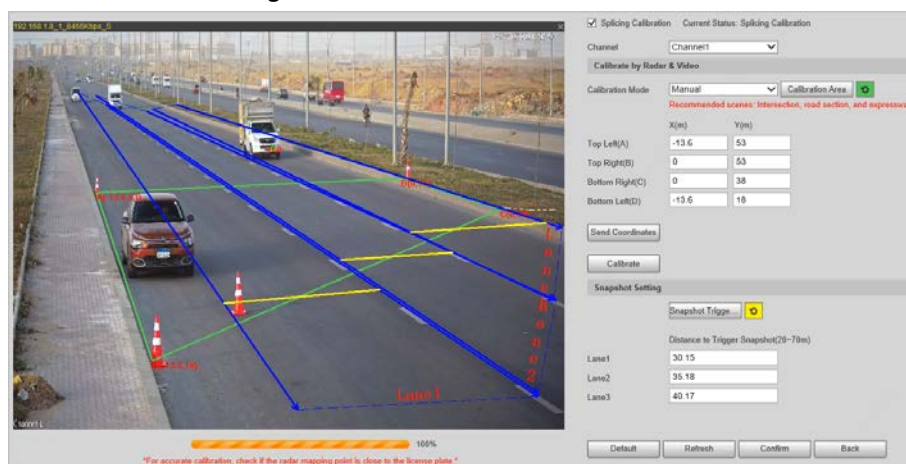 192.168.1.8_1_8466Kbps_S
Splicing Calibration Current Status: Splicing Calibration
Channel Channel1
Calibrate by Radar & Video
Calibration Mode Manual Calibration Area
Recommended scenes: Intersection, road section, and expresswa
X(m) Y(m)
Top Left(A) -13.6 53
Top Right(B) 0 53
Bottom Right(C) 0 38
Bottom Left(D) -13.6 18
Send Coordinates
Calibrate
Snapshot Setting
Snapshot Trigge...
Distance to Trigger Snapshot(20~70m)
Lane1 30.15
Lane2 35.18
Lane3 40.17
Lane1
100%
*For accurate calibration, check if the radar mapping point is close to the license plate *
Default Refresh Confirm Back